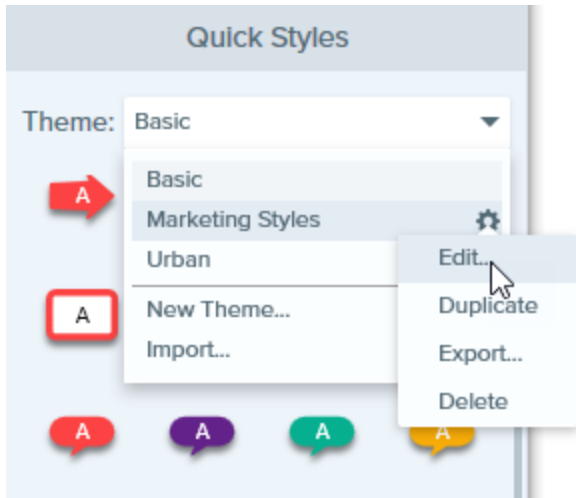 Quick Styles
Theme: Basic
A
Basic
Marketing Styles
Urban
A
New Theme...
Import...
Edit...
Duplicate
Export...
Delete
A A A A